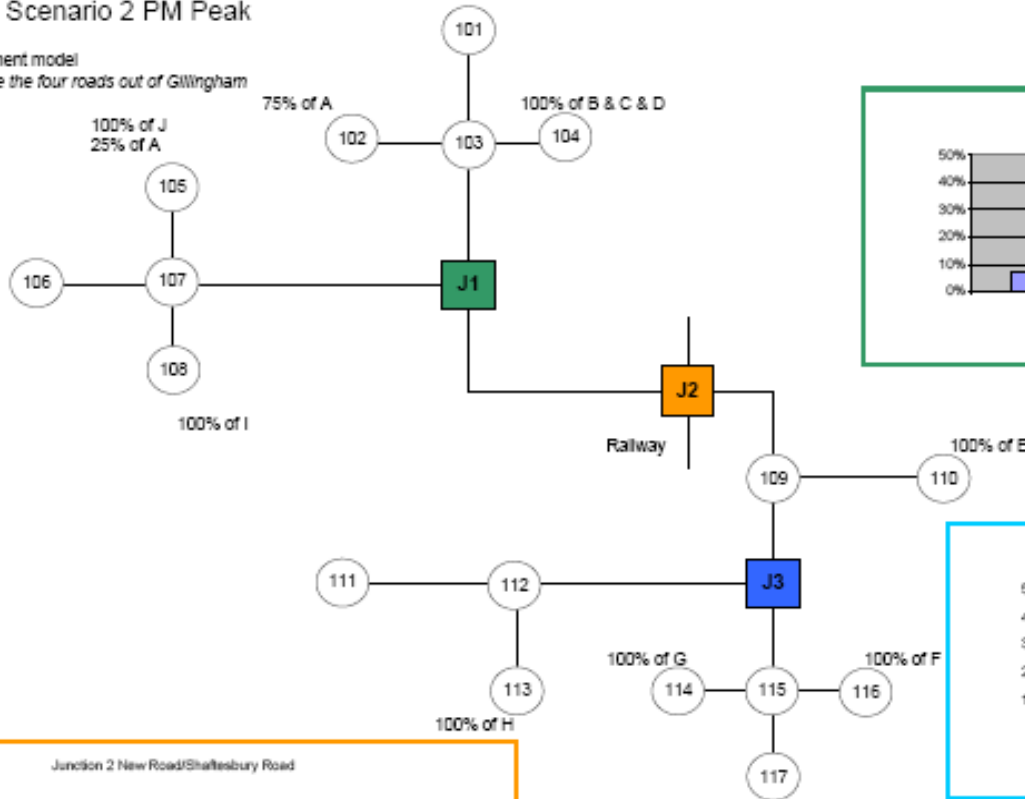 Scenario 2 PM Peak
101
ment model
e the four roads out of Gillingham
75% of A
100% of B & C & D
100% of J
25% of A
102
103
104
50%
40%
30%
20%
10%
0%
105
106
107
J1
108
J2
100% of I
Railway
100% of E
109
110
111
112
J3
100% of G
100% of F
113
114
115
116
100% of H
Junction 2 New Road/Shaftesbury Road
117